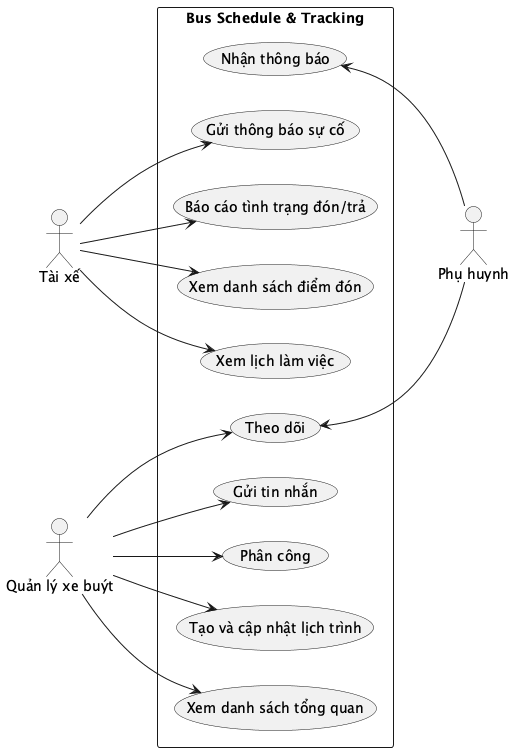 Bus Schedule & Tracking
Nhận thông báo
Gửi thông báo sự cố
Báo cáo tình trạng đón/trả
Tài xế
Phụ huynh
Xem danh sách điểm đón
Xem lịch làm việc
Theo dõi
Gửi tin nhắn
Phân công
Quản lý xe buýt
Tạo và cập nhật lịch trình
Xem danh sách tổng quan